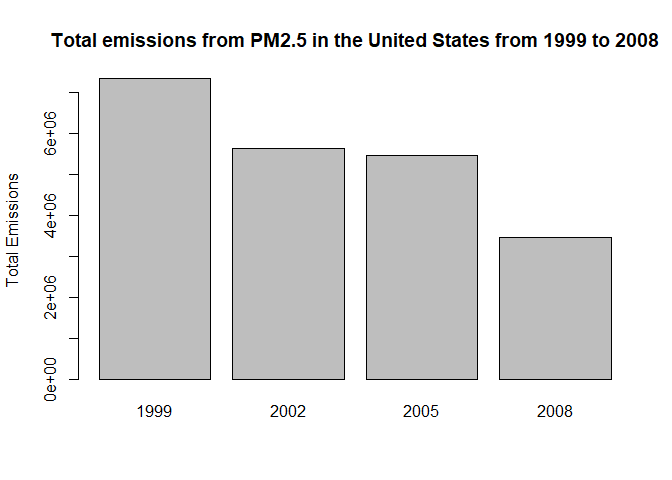 Total emissions from PM2.5 in the United States from 1999 to 2008
Total Emissions
6e+06
4e+06
2e+06
0e+00
1999 2002 2005 2008